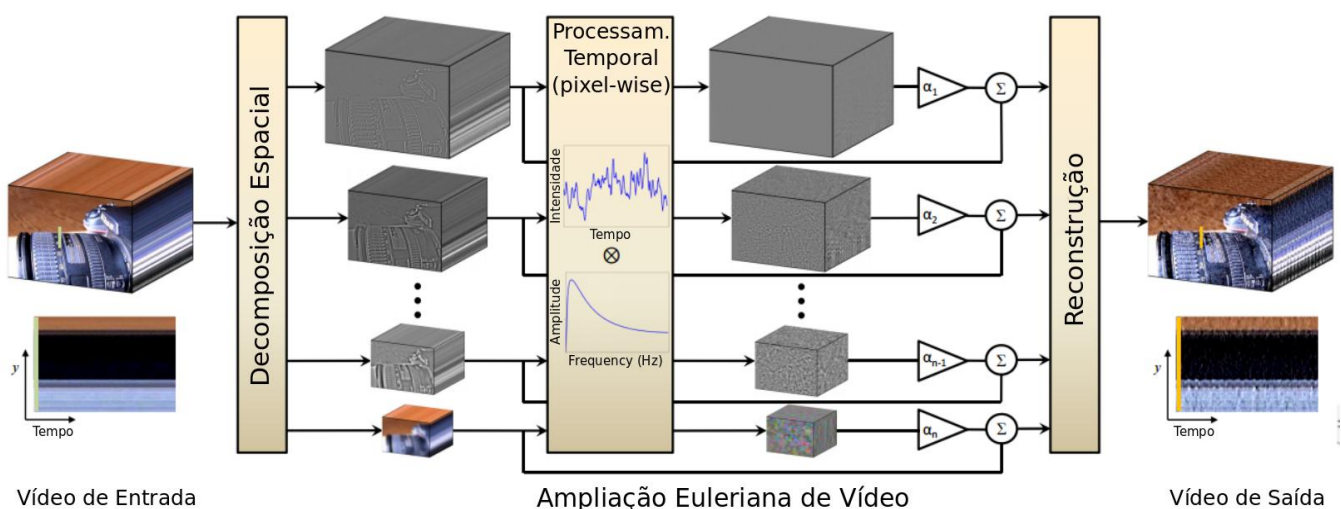 Decomposição Espacial
Processam.
Temporal
(pixel-wise)
Intensidade
Tempo
⊗
Amplitude
Frequency (Hz)
α1
Σ
α2
Σ
αn-1
Σ
αn
Σ
Reconstrução
y
Tempo
y
Tempo
Vídeo de Entrada
Ampliação Euleriana de Vídeo
Vídeo de Saída